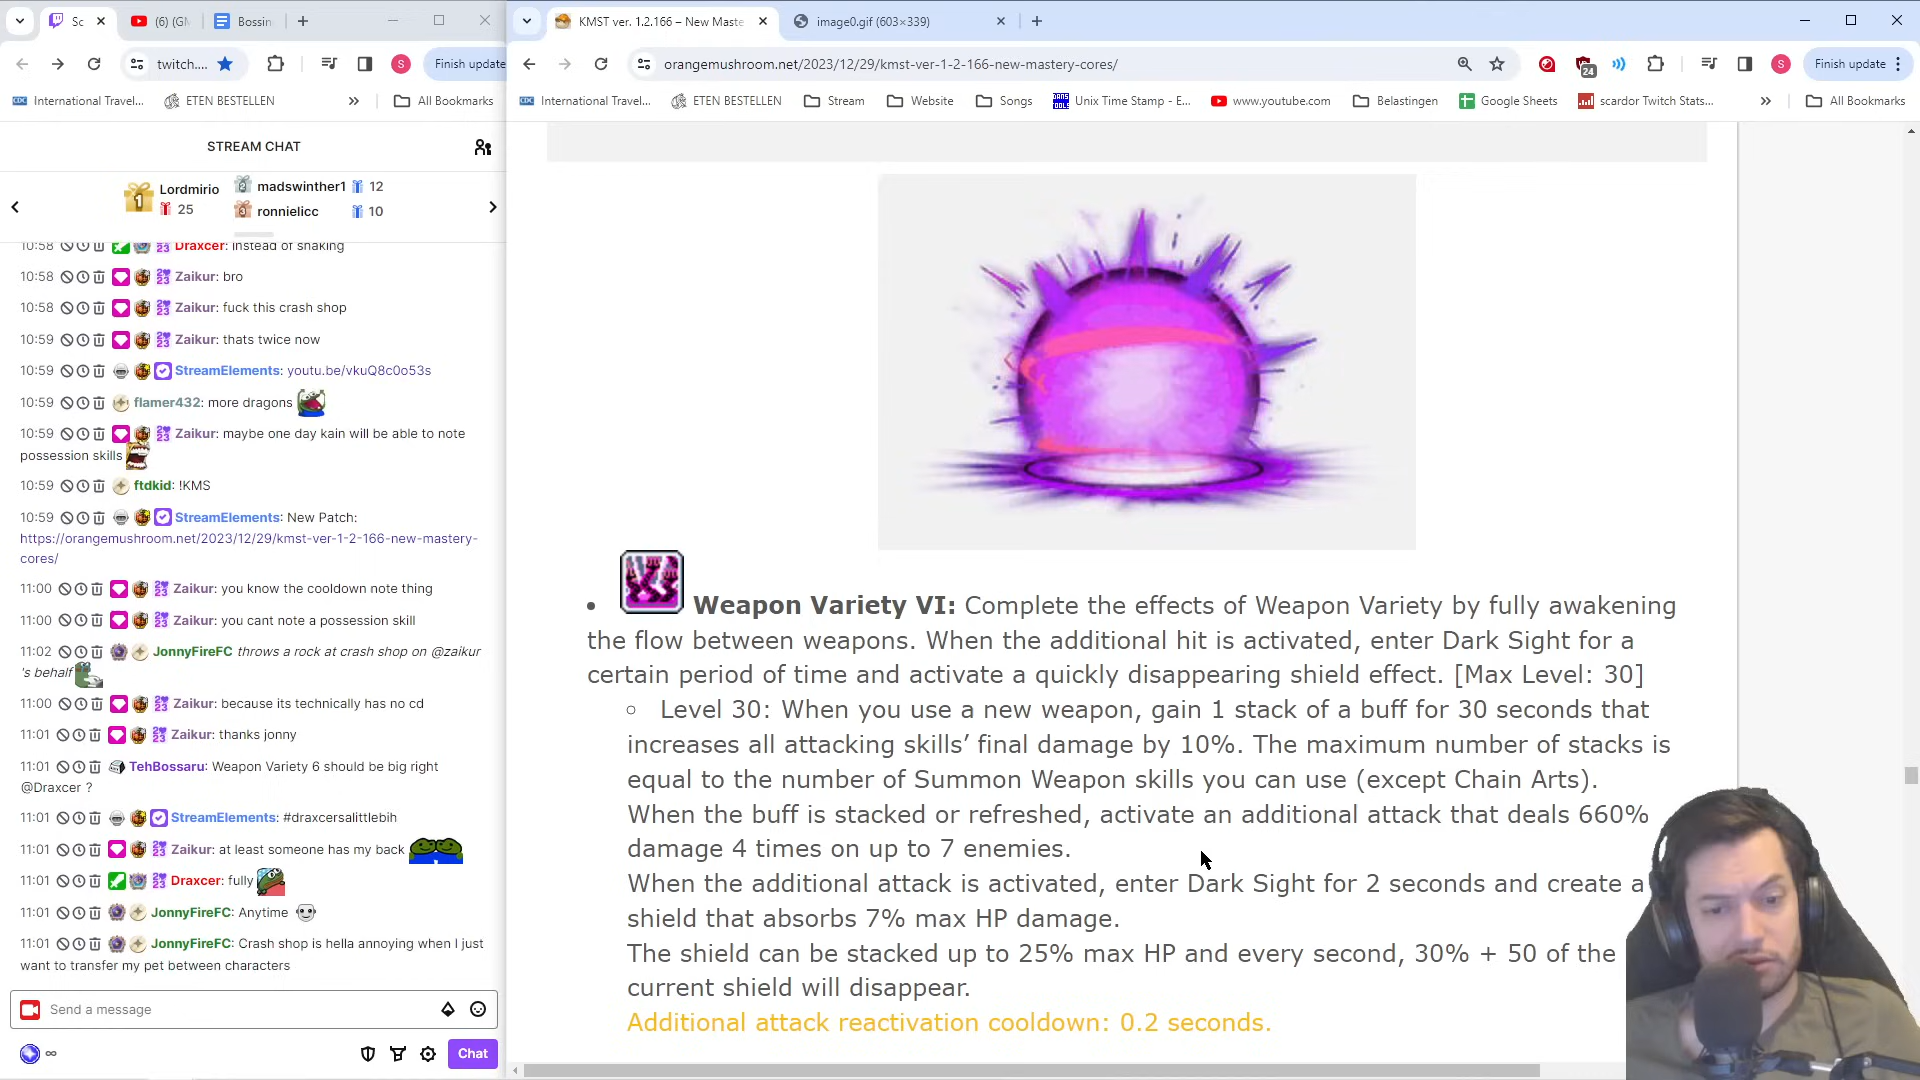 Sc
(6) (GM
Bossin
KMST ver. 1.2.166 – New Maste
image0.gif (603×339)
twitch....
S
Finish update
orangemushroom.net/2023/12/29/kmst-ver-1-2-166-new-mastery-cores/
24
S
Finish update
International Travel...
ETEN BESTELLEN
All Bookmarks
International Travel...
ETEN BESTELLEN
Stream
Website
Songs
Unix Time Stamp - E...
www.youtube.com
Belastingen
Google Sheets
scardor Twitch Stats...
All Bookmarks
STREAM CHAT
1
Lordmirio
25
2
madswinther1
12
3
ronnielicc
10
10:58 Draxcer: instead of snaking
10:58 Zaikur: bro
10:58 Zaikur: fuck this crash shop
10:59 Zaikur: thats twice now
10:59 StreamElements: youtu.be/vkuQ8c0o53s
10:59 flamer432: more dragons
10:59 Zaikur: maybe one day kain will be able to note
possession skills
10:59 ftdkid: !KMS
10:59 StreamElements: New Patch:
https://orangemushroom.net/2023/12/29/kmst-ver-1-2-166-new-mastery-
cores/
11:00 Zaikur: you know the cooldown note thing
11:00 Zaikur: you cant note a possession skill
11:02 JonnyFireFC throws a rock at crash shop on @zaikur
's behalf
11:00 Zaikur: because its technically has no cd
11:01 Zaikur: thanks jonny
11:01 TehBossaru: Weapon Variety 6 should be big right
@Draxcer ?
11:01 StreamElements: #draxcersalittlebih
11:01 Zaikur: at least someone has my back
11:01 Draxcer: fully
11:01 JonnyFireFC: Anytime
11:01 JonnyFireFC: Crash shop is hella annoying when I just
want to transfer my pet between characters
Send a message
∞
Chat
Weapon Variety VI: Complete the effects of Weapon Variety by fully awakening
the flow between weapons. When the additional hit is activated, enter Dark Sight for a
certain period of time and activate a quickly disappearing shield effect. [Max Level: 30]
Level 30: When you use a new weapon, gain 1 stack of a buff for 30 seconds that
increases all attacking skills’ final damage by 10%. The maximum number of stacks is
equal to the number of Summon Weapon skills you can use (except Chain Arts).
When the buff is stacked or refreshed, activate an additional attack that deals 660%
damage 4 times on up to 7 enemies.
When the additional attack is activated, enter Dark Sight for 2 seconds and create a
shield that absorbs 7% max HP damage.
The shield can be stacked up to 25% max HP and every second, 30% + 50 of the
current shield will disappear.
Additional attack reactivation cooldown: 0.2 seconds.